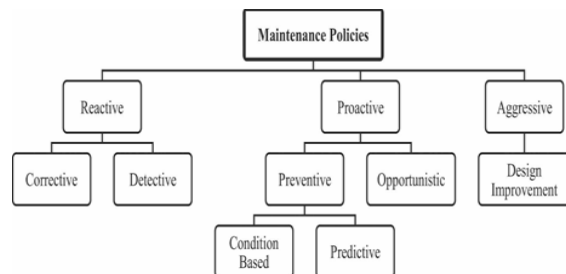 Maintenance Policies
Reactive
Proactive
Aggressive
Corrective
Detective
Preventive
Opportunistic
Design
Improvement
Condition
Based
Predictive